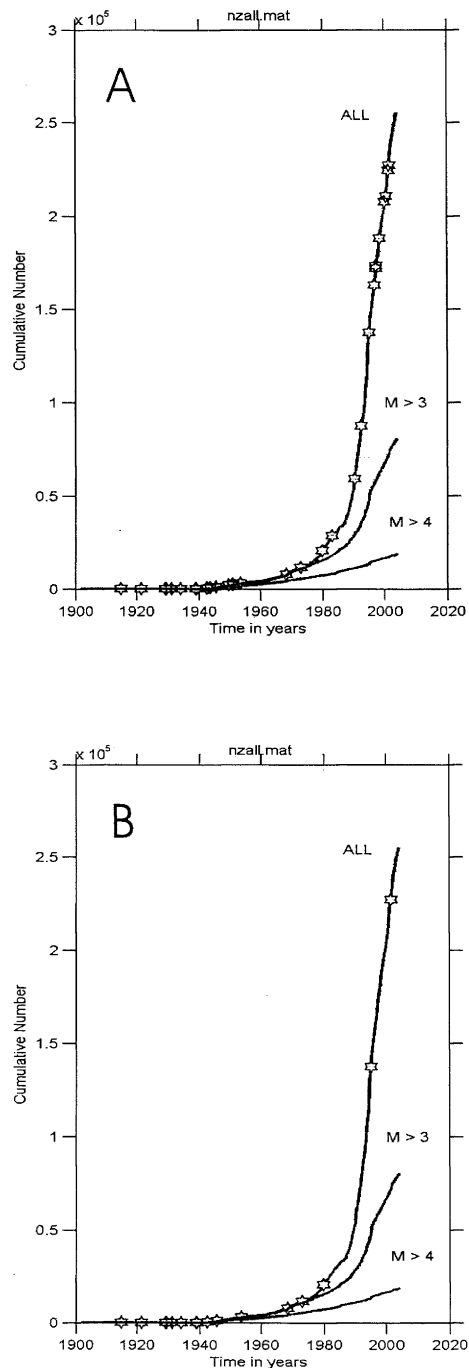 nzall.mat
x 10^5
A
3
2.5
2
1.5
1
0.5
0
ALL
M > 3
M > 4
Cumulative Number
1900 1920 1940 1960 1980 2000 2020
Time in years
nzall.mat
x 10^5
B
3
2.5
2
1.5
1
0.5
0
ALL
M > 3
M > 4
Cumulative Number
1900 1920 1940 1960 1980 2000 2020
Time in years